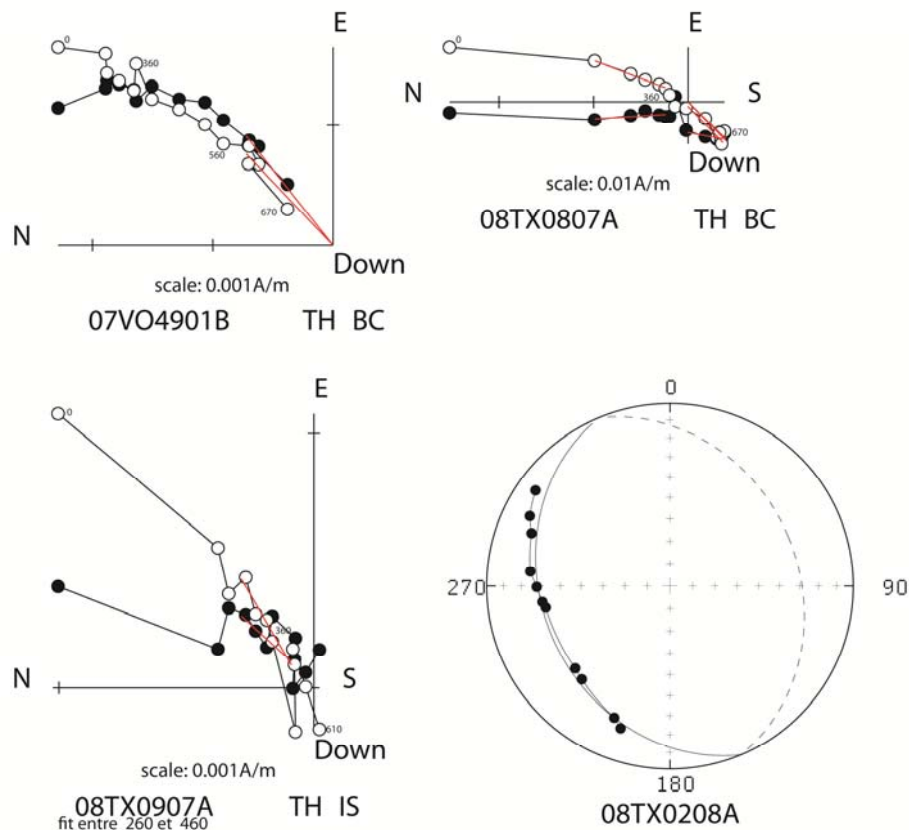 E
0
360
560
670
N
Down
scale: 0.001A/m
07VO4901B TH BC
E
0
N
360
S
670
Down
scale: 0.01A/m
08TX0807A TH BC
E
0
360
N
S
610
Down
scale: 0.001A/m
08TX0907A TH IS
fit entre 260 et 460
0
270
90
180
08TX0208A